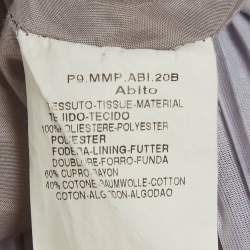 P9.MMP.ABI.20B
Abito
TESSUTO-TISSUE-MATERIAL
TEJIDO-TECIDO
100%POLIESTERE-POLYESTER
POLYESTER
FODERA-LINING-FUTTER
DOUBLURE-FORRO-FUNDA
60% CUPRO RAYON
40% COTONE BAUMWOLLE-COTTON
COTON-ALGODON-ALGODAO